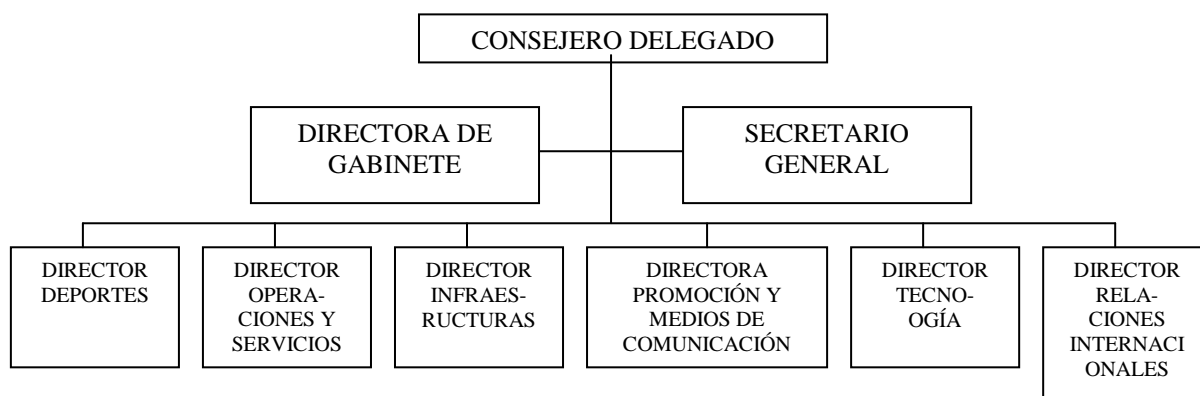 CONSEJERO DELEGADO
DIRECTORA DE
GABINETE
SECRETARIO
GENERAL
DIRECTOR
DEPORTES
DIRECTOR
OPERA-
CIONES Y
SERVICIOS
DIRECTOR
INFRAES-
RUCTURAS
DIRECTORA
PROMOCIÓN Y
MEDIOS DE
COMUNICACIÓN
DIRECTOR
TECNO-
OGÍA
DIRECTOR
RELA-
CIONES
INTERNACI
ONALES